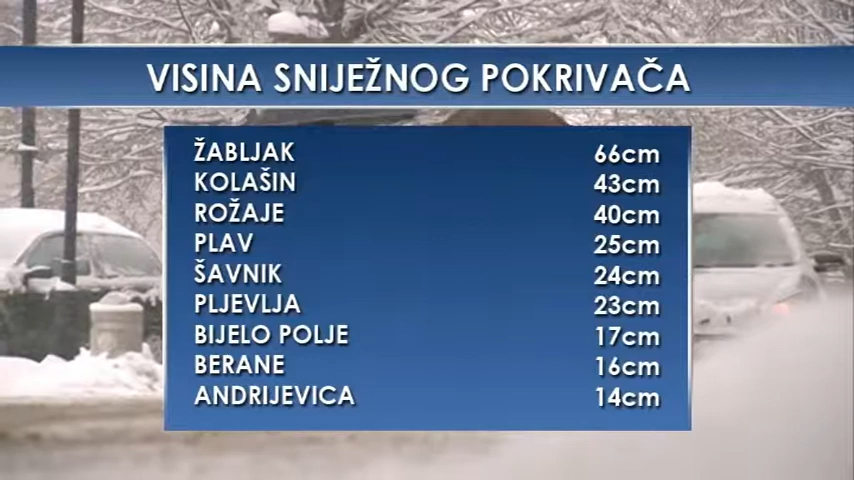 VISINA SNIJEŽNOG POKRIVAČA
ŽABLJAK 66cm
KOLAŠIN 43cm
ROŽAJE 40cm
PLAV 25cm
ŠAVNIK 24cm
PLJEVLJA 23cm
BIJELO POLJE 17cm
BERANE 16cm
ANDRIJEVICA 14cm